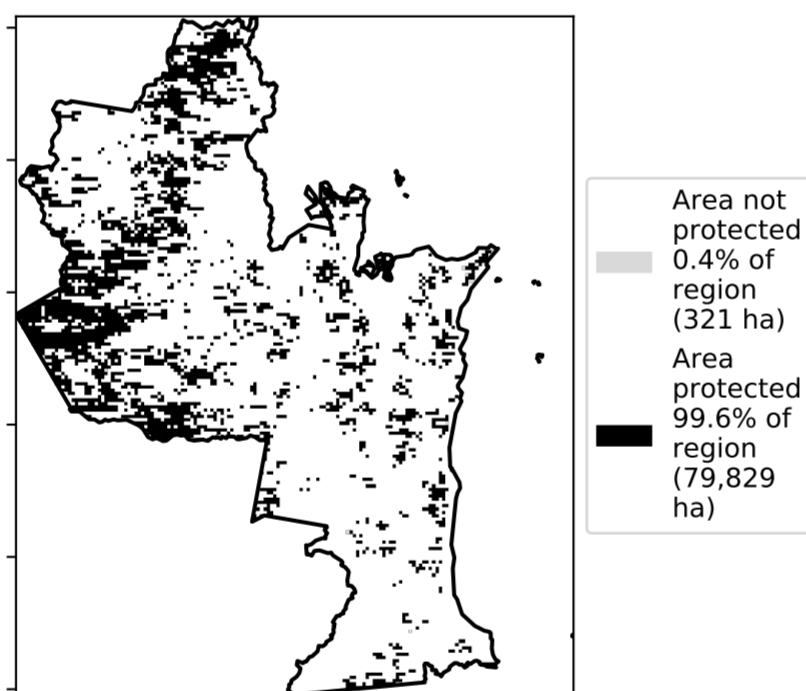 Area not
protected
0.4% of
region
(321 ha)
Area
protected
99.6% of
region
(79,829
ha)